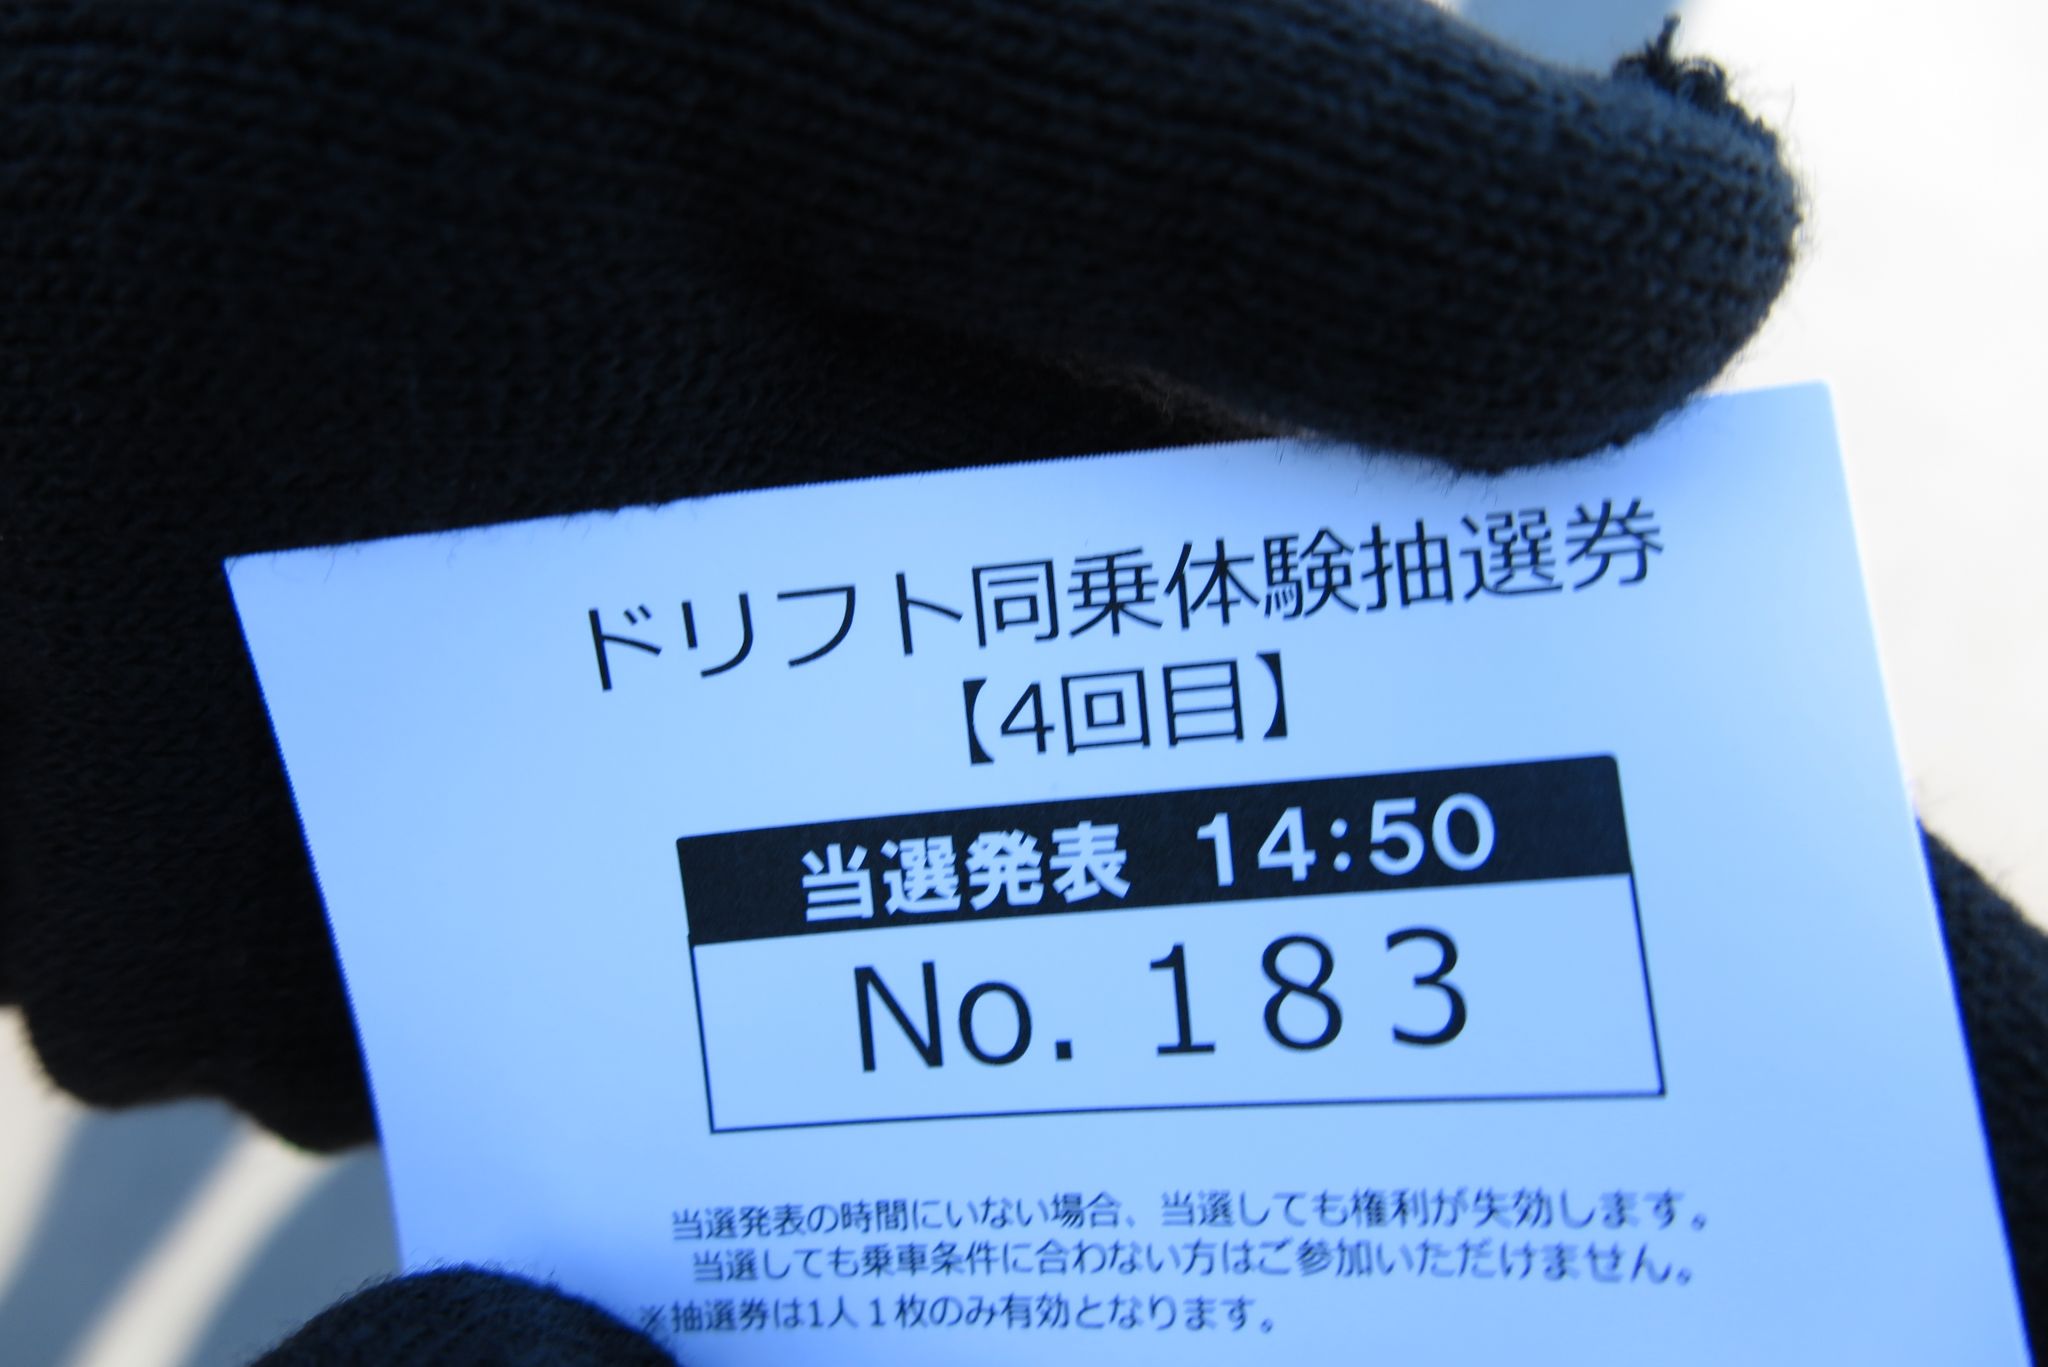 ドリフト同乗体験抽選券
【4回目】
当選発表 14:50
No. 183
当選発表の時間にいない場合、当選しても権利が失効します。
当選しても乗車条件に合わない方はご参加いただけません。
※抽選券は1人1枚のみ有効となります。